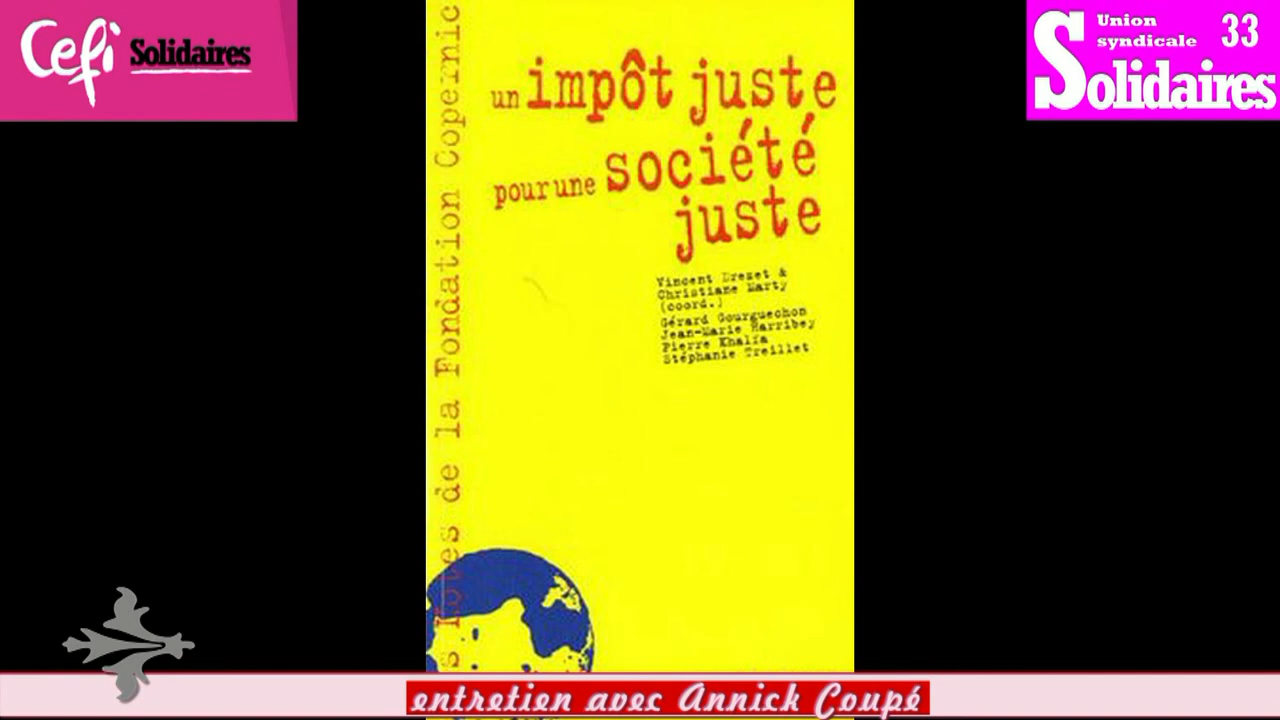 Cefi Solidaires
Union
syndicale 33
Solidaires
un impôt juste
pour une société
juste
Vincent Drezet &
Christiane Marty
(coord.)
Gérard Gourguechon
Jean-Marie Harribey
Pierre Khalfa
Stéphanie Treillet
s Notes de la Fondation Copernic
entretien avec Annick Coupé